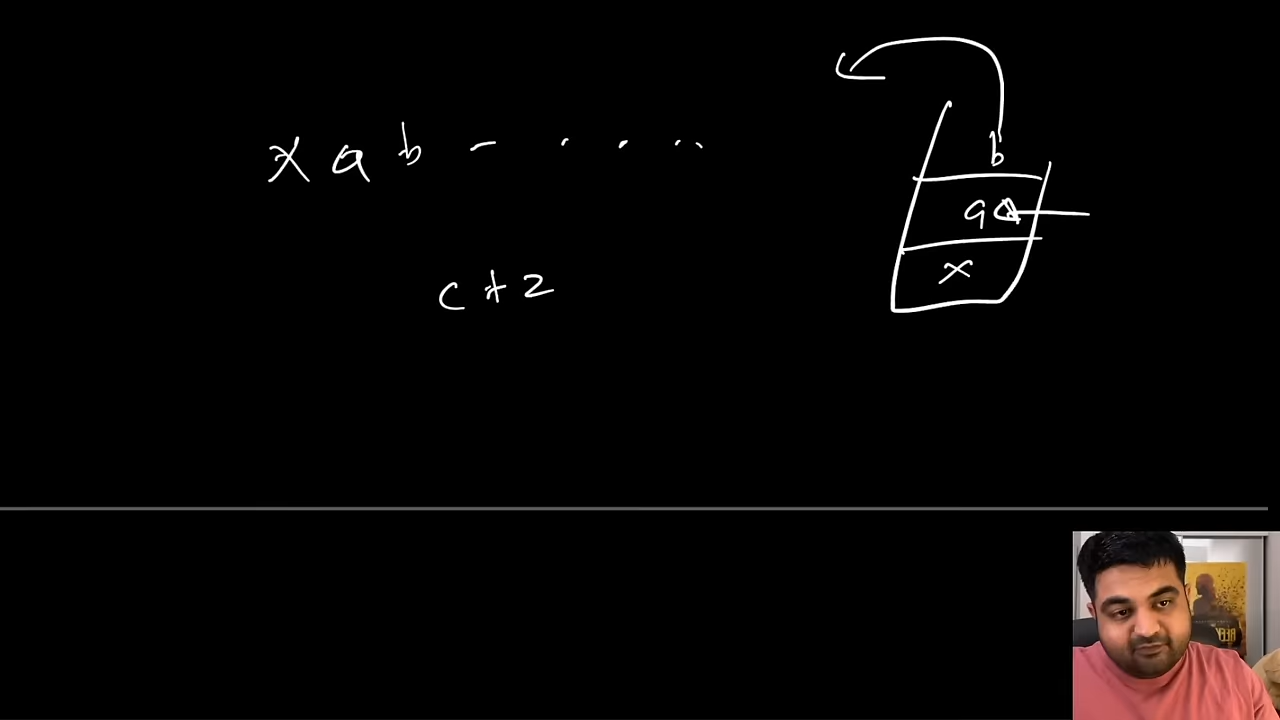 x a b - . . . .
b
a a
x
c * 2